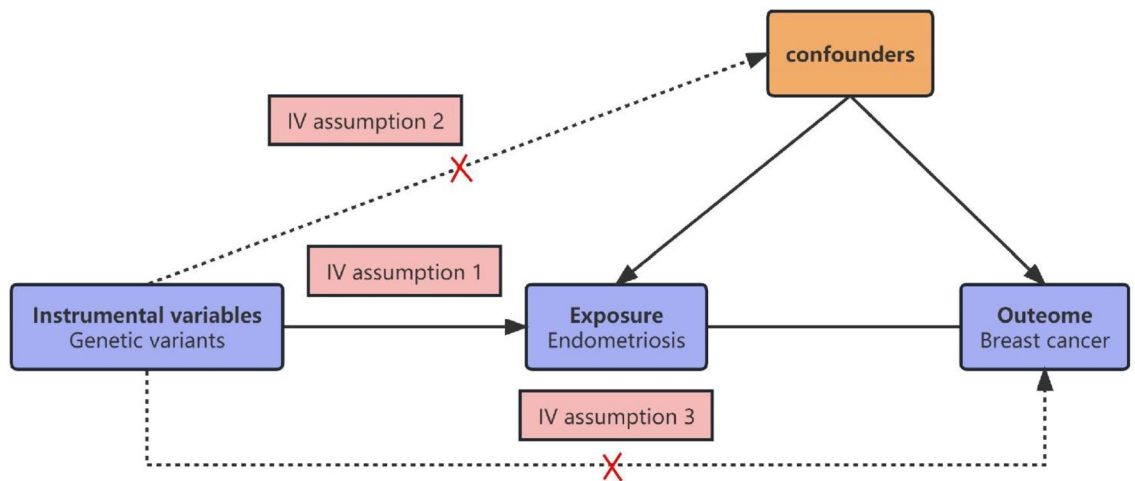 confounders
IV assumption 2
IV assumption 1
Instrumental variables
Genetic variants
Exposure
Endometriosis
Outeome
Breast cancer
IV assumption 3